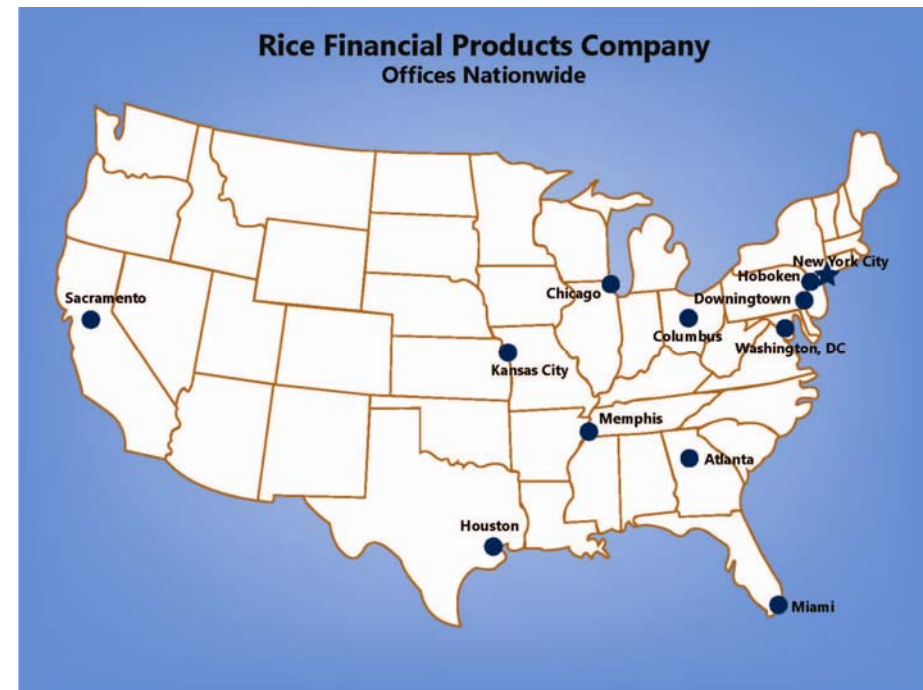 Rice Financial Products Company
Offices Nationwide
New York City
Hoboken
Chicago
Downingtown
Sacramento
Columbus
Washington, DC
Kansas City
Memphis
Atlanta
Houston
Miami